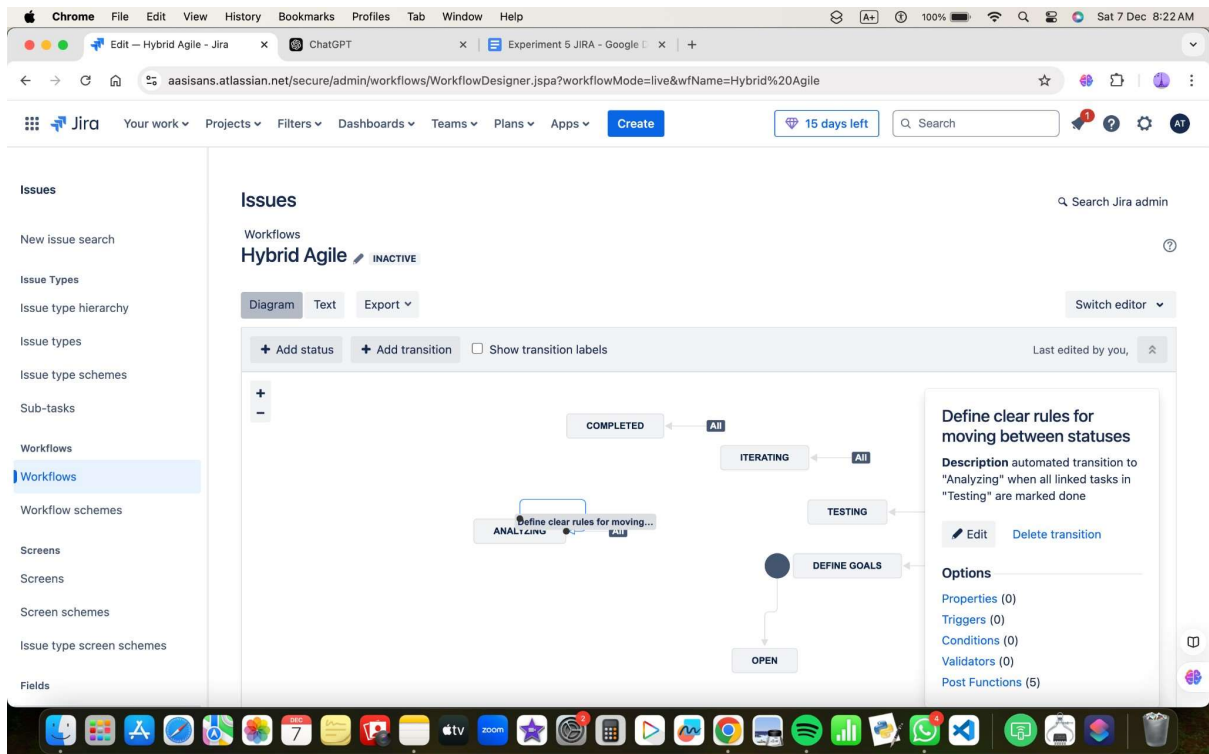 Chrome File Edit View History Bookmarks Profiles Tab Window Help A+ 100% Sat 7 Dec 8:22 AM
Edit — Hybrid Agile - Jira ChatGPT Experiment 5 JIRA - Google D
aasisans.atlassian.net/secure/admin/workflows/WorkflowDesigner.jspa?workflowMode=live&wfName=Hybrid%20Agile
Jira Your work Projects Filters Dashboards Teams Plans Apps Create 15 days left Search 1 AT
Issues
New issue search
Issue Types
Issue type hierarchy
Issue types
Issue type schemes
Sub-tasks
Workflows
Workflows
Workflow schemes
Screens
Screens
Screen schemes
Issue type screen schemes
Fields
Issues
Search Jira admin
Workflows
Hybrid Agile INACTIVE
Diagram Text Export Switch editor
+ Add status + Add transition Show transition labels Last edited by you,
+
−
COMPLETED All
ITERATING All
TESTING
Define clear rules for moving...
ANALYZING All
DEFINE GOALS
OPEN
Define clear rules for
moving between statuses
Description automated transition to
"Analyzing" when all linked tasks in
"Testing" are marked done
Edit Delete transition
Options
Properties (0)
Triggers (0)
Conditions (0)
Validators (0)
Post Functions (5)
DEC
7
tv
zoom
2
4